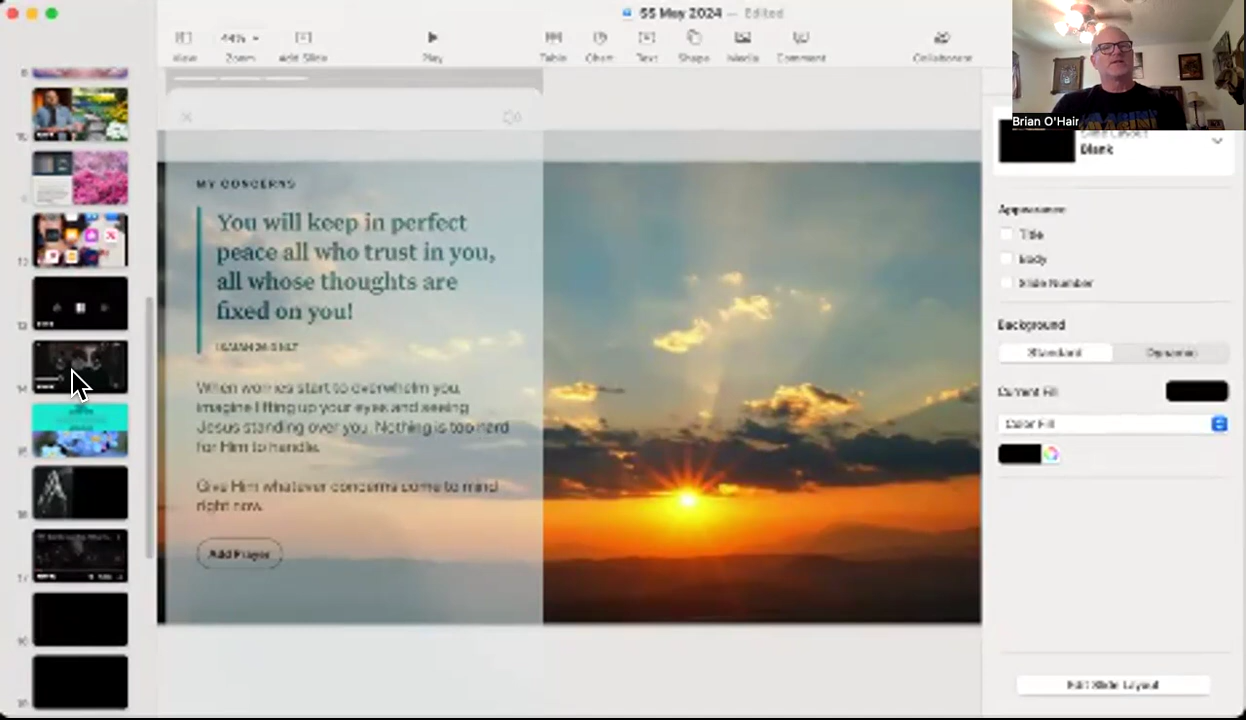 55 May 2024 — Edited
View
44%
Zoom
Add Slide
Play
Table
Chart
Text
Shape
Media
Comment
Collaborate
Brian O'Hair
Slide Layout
Blank
Appearance
Title
Body
Slide Number
Background
Standard
Dynamic
Current Fill
Color Fill
Edit Slide Layout
MY CONCERNS
You will keep in perfect
peace all who trust in you,
all whose thoughts are
fixed on you!
When worries start to overwhelm you,
imagine lifting up your eyes and seeing
Jesus standing over you. Nothing is too hard
for Him to handle.
Give Him whatever concerns come to mind
right now.
Add Prayer